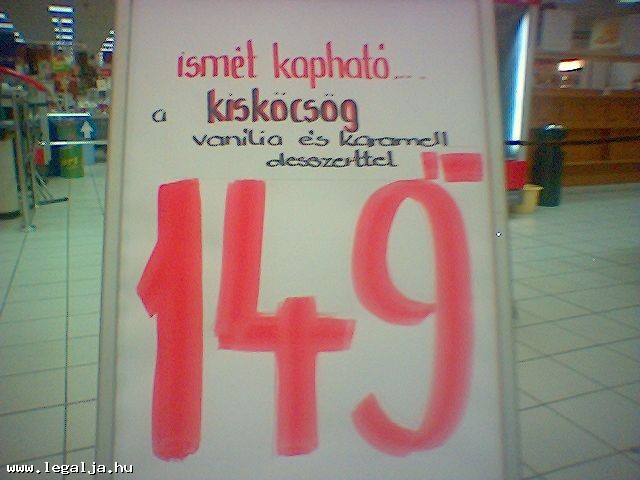 ismét kapható...
a kisköcsög
vanília és karamell
desszerttel
149"-
www.legalja.hu